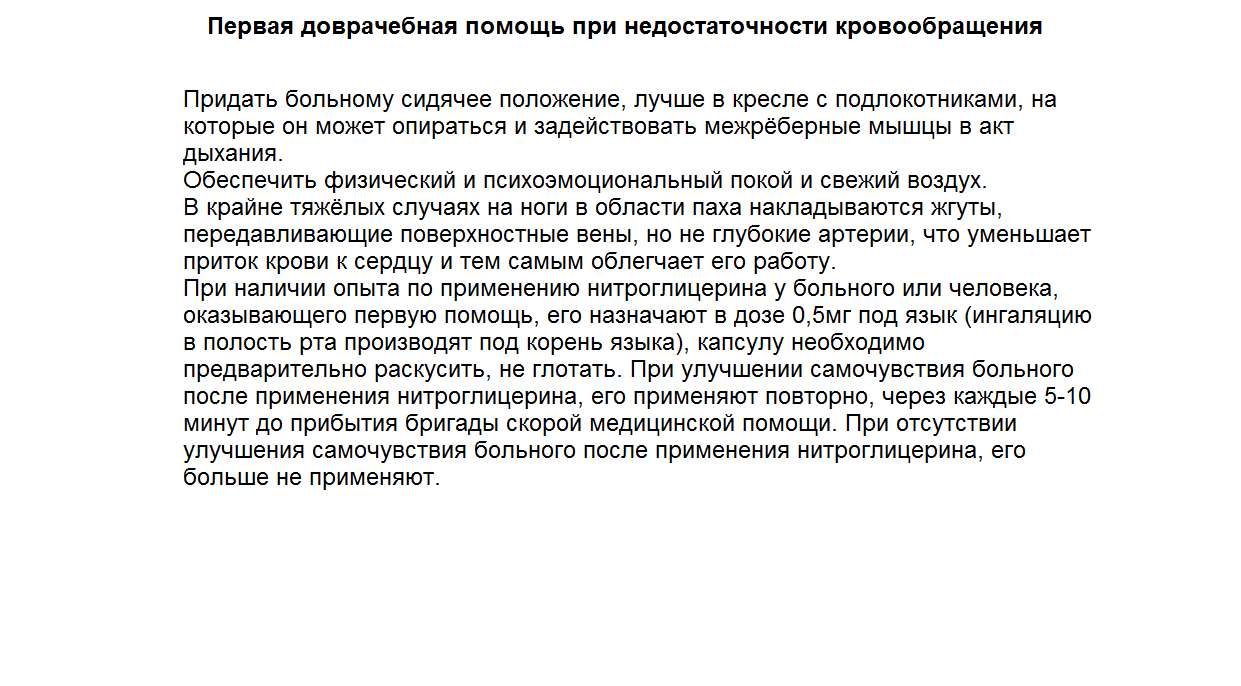 Первая доврачебная помощь при недостаточности кровообращения
Придать больному сидячее положение, лучше в кресле с подлокотниками, на
которые он может опираться и задействовать межрёберные мышцы в акт
дыхания.
Обеспечить физический и психоэмоциональный покой и свежий воздух.
В крайне тяжёлых случаях на ноги в области паха накладываются жгуты,
передавливающие поверхностные вены, но не глубокие артерии, что уменьшает
приток крови к сердцу и тем самым облегчает его работу.
При наличии опыта по применению нитроглицерина у больного или человека,
оказывающего первую помощь, его назначают в дозе 0,5мг под язык (ингаляцию
в полость рта производят под корень языка), капсулу необходимо
предварительно раскусить, не глотать. При улучшении самочувствия больного
после применения нитроглицерина, его применяют повторно, через каждые 5-10
минут до прибытия бригады скорой медицинской помощи. При отсутствии
улучшения самочувствия больного после применения нитроглицерина, его
больше не применяют.